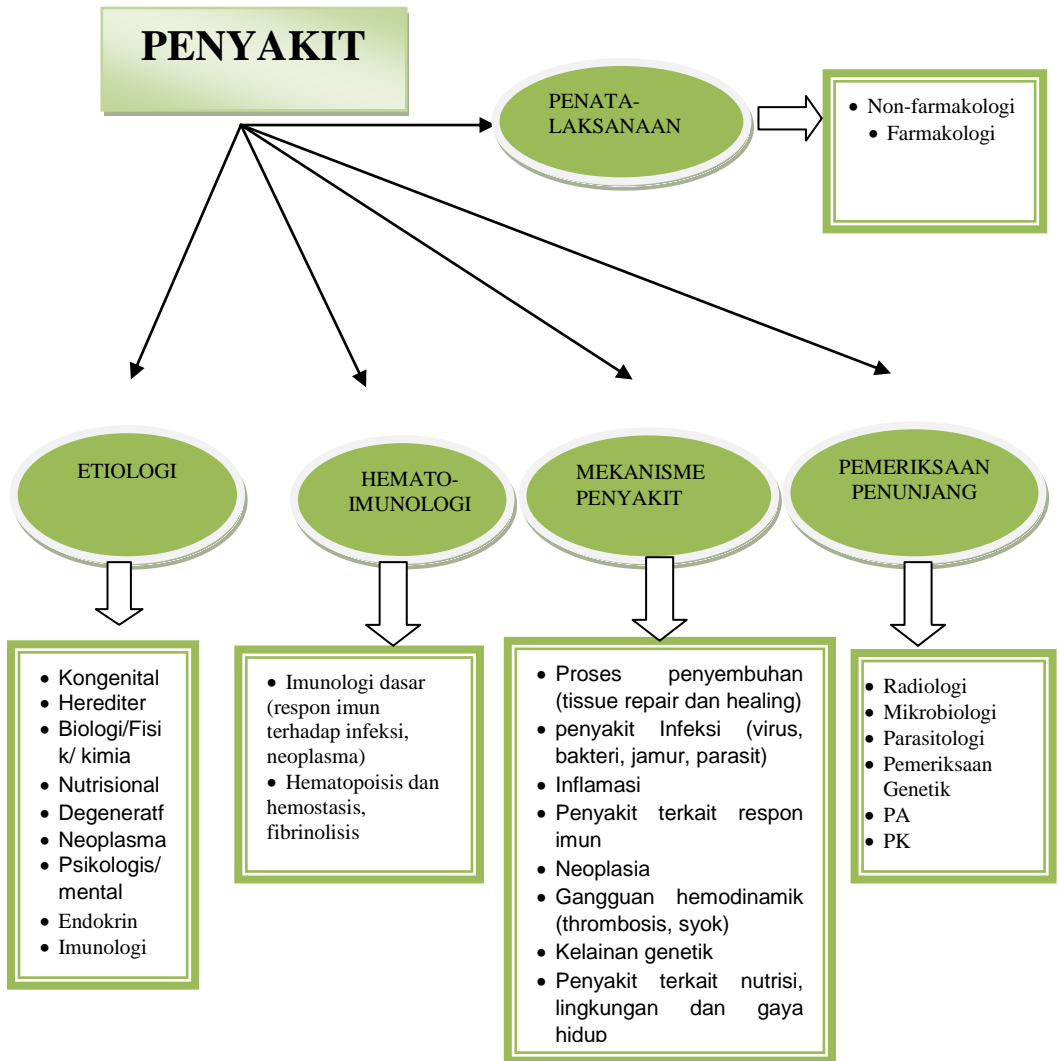 PENYAKIT
PENATA-
LAKSANAAN
• Non-farmakologi
• Farmakologi
ETIOLOGI
HEMATO-
IMUNOLOGI
MEKANISME
PENYAKIT
PEMERIKSAAN
PENUNJANG
• Kongenital
• Herediter
• Biologi/Fisi
k/ kimia
• Nutrisional
• Degeneratf
• Neoplasma
• Psikologis/
mental
• Endokrin
• Imunologi
• Imunologi dasar
(respon imun
terhadap infeksi,
neoplasma)
• Hematopoisis dan
hemostasis,
fibrinolisis
• Proses penyembuhan
(tissue repair dan healing)
• penyakit Infeksi (virus,
bakteri, jamur, parasit)
• Inflamasi
• Penyakit terkait respon
imun
• Neoplasia
• Gangguan hemodinamik
(thrombosis, syok)
• Kelainan genetik
• Penyakit terkait nutrisi,
lingkungan dan gaya
hidup
• Radiologi
• Mikrobiologi
• Parasitologi
• Pemeriksaan
Genetik
• PA
• PK